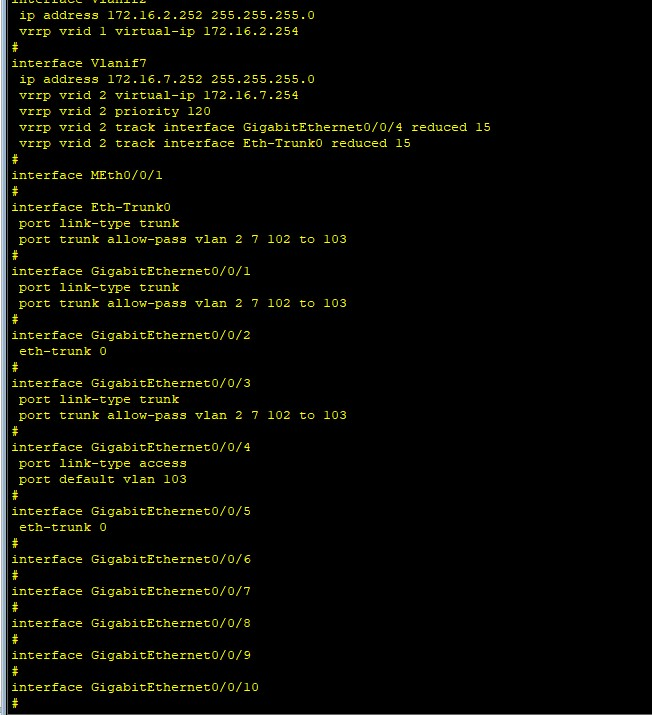 interface Vlanif2
ip address 172.16.2.252 255.255.255.0
vrrp vrid 1 virtual-ip 172.16.2.254
#
interface Vlanif7
ip address 172.16.7.252 255.255.255.0
vrrp vrid 2 virtual-ip 172.16.7.254
vrrp vrid 2 priority 120
vrrp vrid 2 track interface GigabitEthernet0/0/4 reduced 15
vrrp vrid 2 track interface Eth-Trunk0 reduced 15
#
interface MEth0/0/1
#
interface Eth-Trunk0
port link-type trunk
port trunk allow-pass vlan 2 7 102 to 103
#
interface GigabitEthernet0/0/1
port link-type trunk
port trunk allow-pass vlan 2 7 102 to 103
#
interface GigabitEthernet0/0/2
eth-trunk 0
#
interface GigabitEthernet0/0/3
port link-type trunk
port trunk allow-pass vlan 2 7 102 to 103
#
interface GigabitEthernet0/0/4
port link-type access
port default vlan 103
#
interface GigabitEthernet0/0/5
eth-trunk 0
#
interface GigabitEthernet0/0/6
#
interface GigabitEthernet0/0/7
#
interface GigabitEthernet0/0/8
#
interface GigabitEthernet0/0/9
#
interface GigabitEthernet0/0/10
#